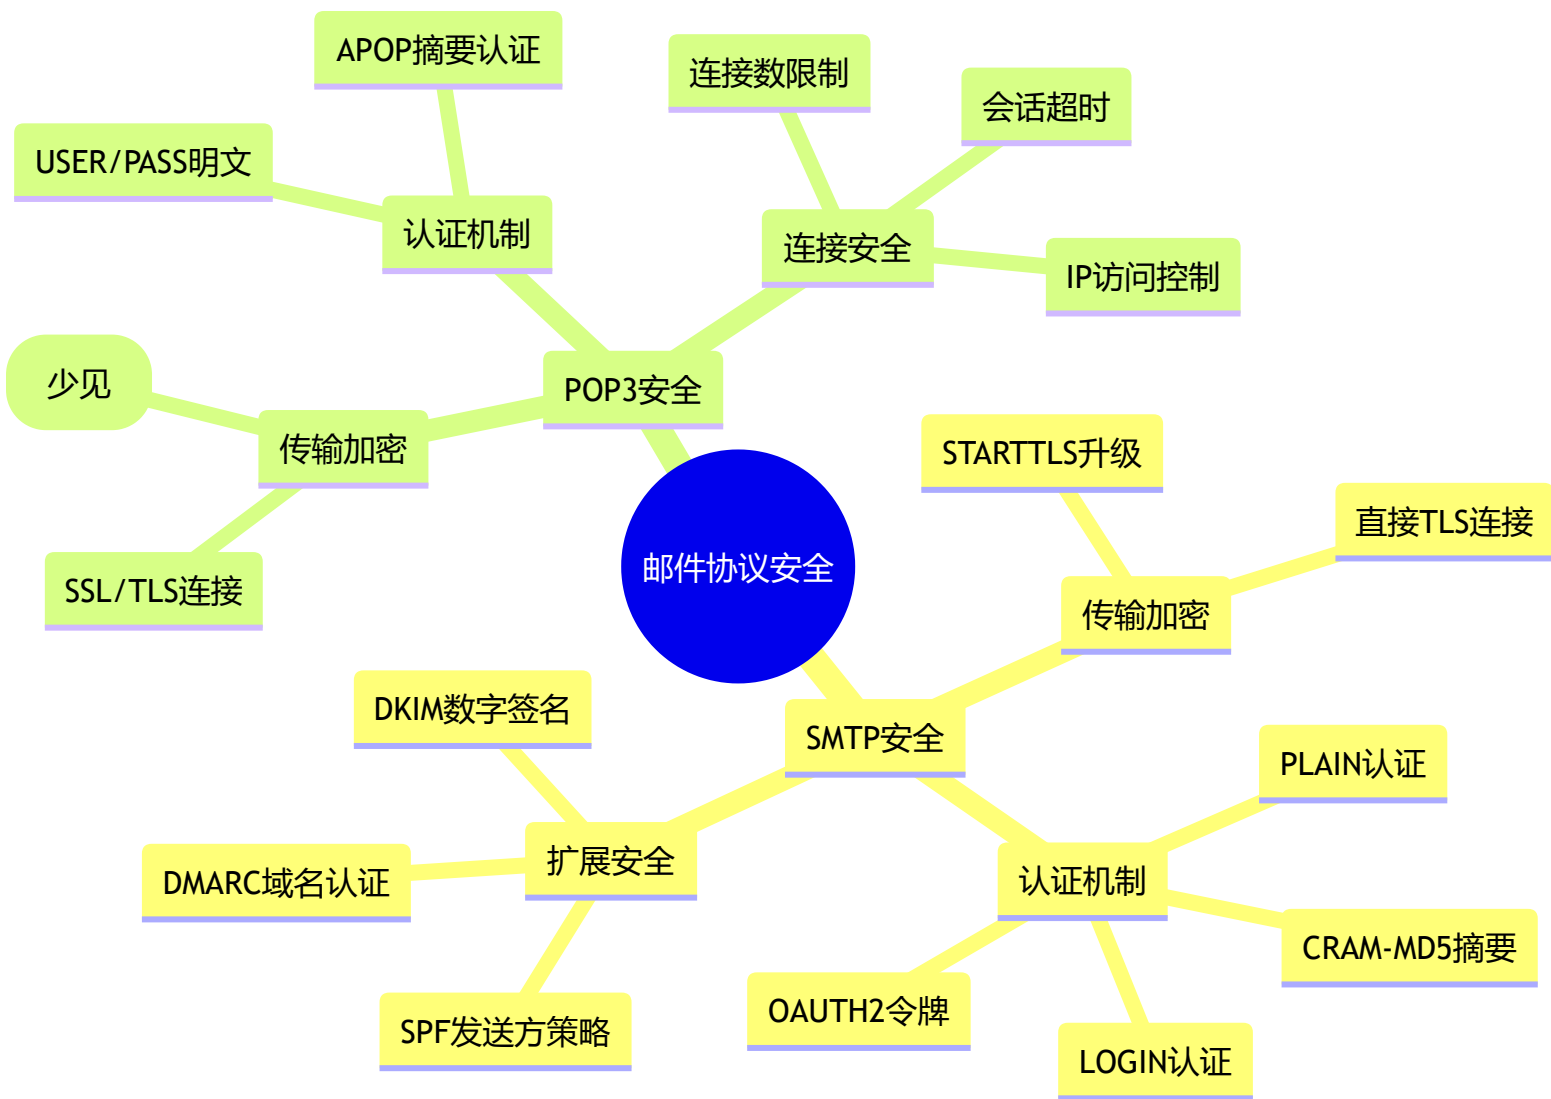 APOP摘要认证
连接数限制
会话超时
USER/PASS明文
认证机制
连接安全
IP访问控制
少见
POP3安全
传输加密
STARTTLS升级
直接TLS连接
SSL/TLS连接
邮件协议安全
传输加密
DKIM数字签名
SMTP安全
PLAIN认证
扩展安全
DMARC域名认证
认证机制
CRAM-MD5摘要
OAUTH2令牌
SPF发送方策略
LOGIN认证